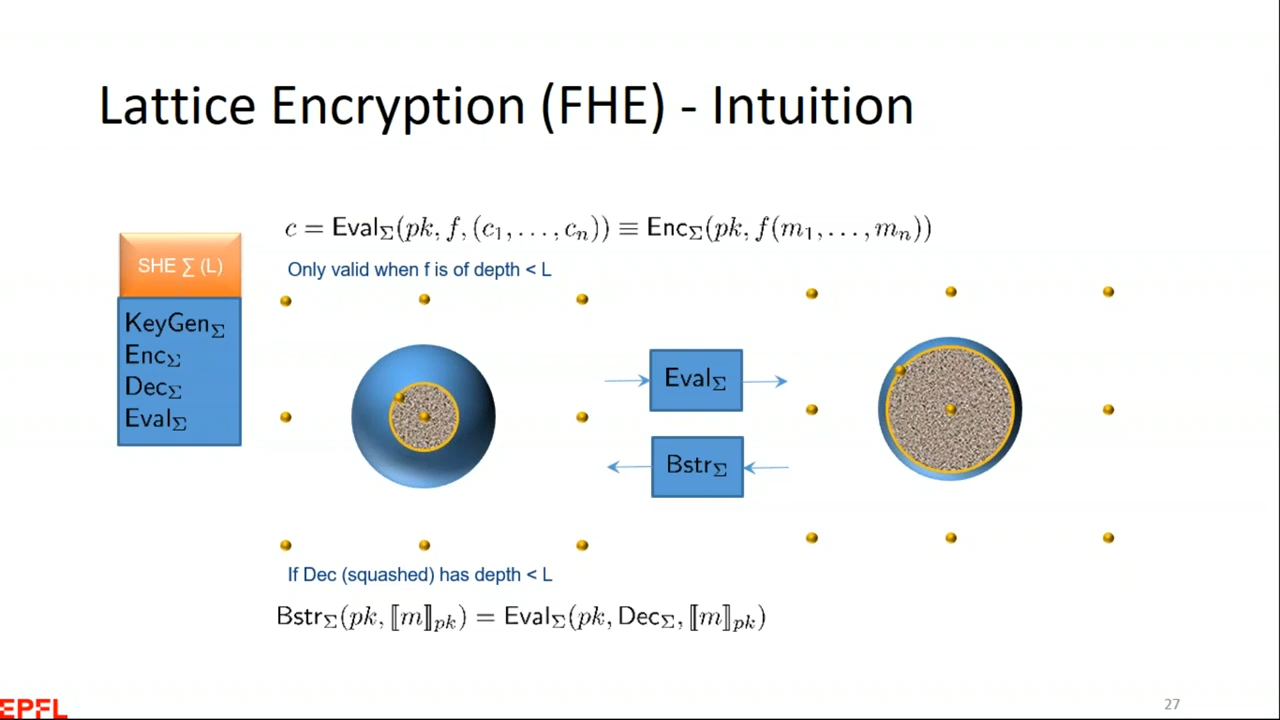 Lattice Encryption (FHE) - Intuition
c = Eval_Σ(pk, f, (c_1, . . . , c_n)) ≡ Enc_Σ(pk, f(m_1, . . . , m_n))
SHE ∑ (L)
Only valid when f is of depth < L
KeyGen_Σ
Enc_Σ
Dec_Σ
Eval_Σ
Eval_Σ
Bstr_Σ
If Dec (squashed) has depth < L
Bstr_Σ(pk, ⟦m⟧_pk) = Eval_Σ(pk, Dec_Σ, ⟦m⟧_pk)
EPFL
27